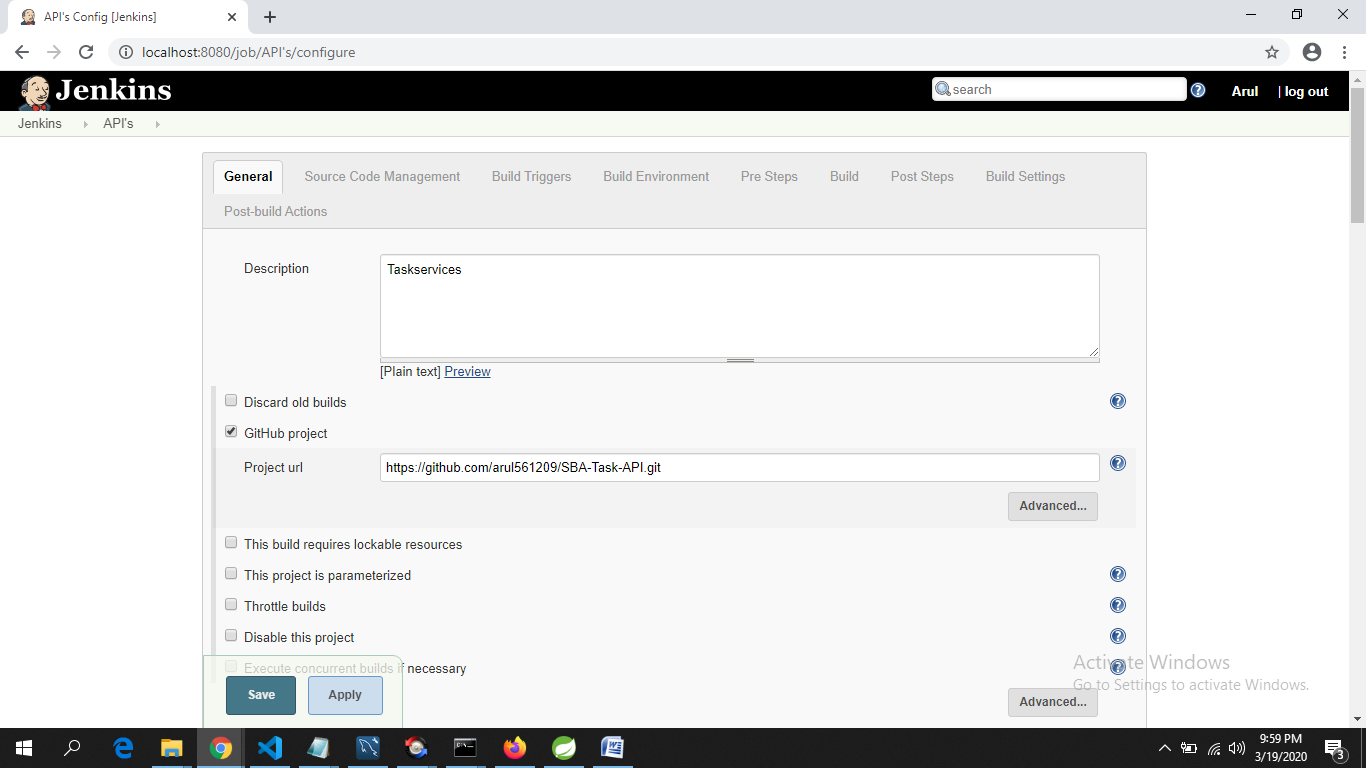 API's Config [Jenkins]
localhost:8080/job/API's/configure
Jenkins
search
Arul
log out
Jenkins
API's
General
Source Code Management
Build Triggers
Build Environment
Pre Steps
Build
Post Steps
Build Settings
Post-build Actions
Description
Taskservices
[Plain text] Preview
Discard old builds
GitHub project
Project url
https://github.com/arul561209/SBA-Task-API.git
Advanced...
This build requires lockable resources
This project is parameterized
Throttle builds
Disable this project
Execute concurrent builds if necessary
Save
Apply
Advanced...
Activate Windows
Go to Settings to activate Windows.
9:59 PM
3/19/2020
3